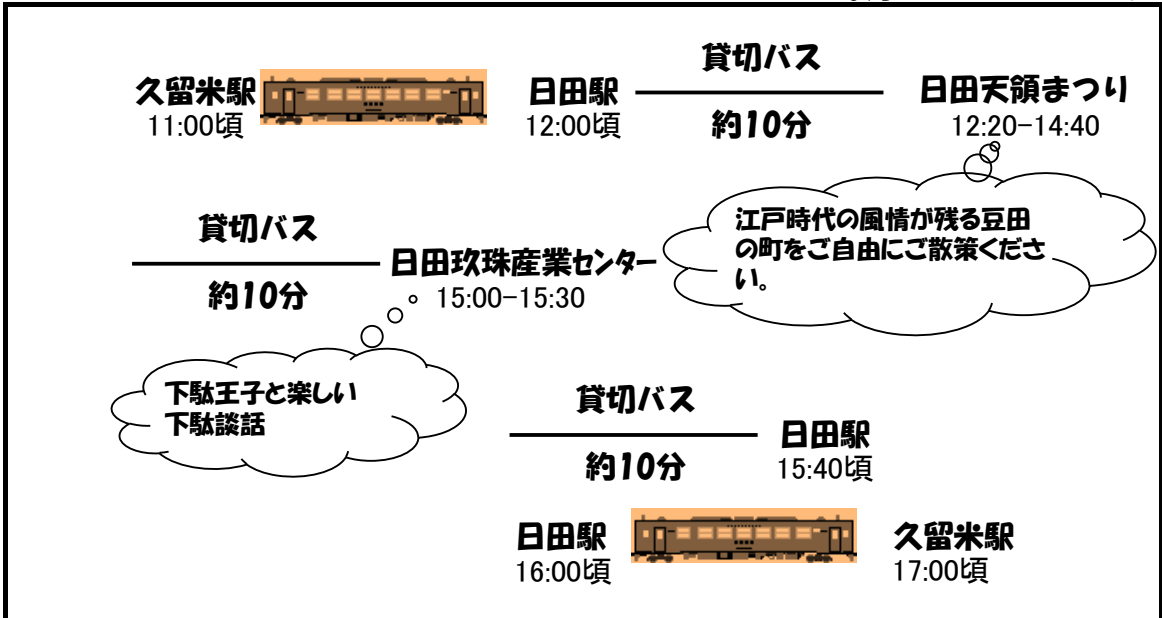 貸切バス
久留米駅 日田駅 日田天領まつり
11:00頃 12:00頃 約10分 12:20-14:40
江戸時代の風情が残る豆田
の町をご自由にご散策くださ
い。
貸切バス
日田玖珠産業センター
約10分 15:00-15:30
下駄王子と楽しい
下駄談話
貸切バス
日田駅
約10分 15:40頃
日田駅 久留米駅
16:00頃 17:00頃